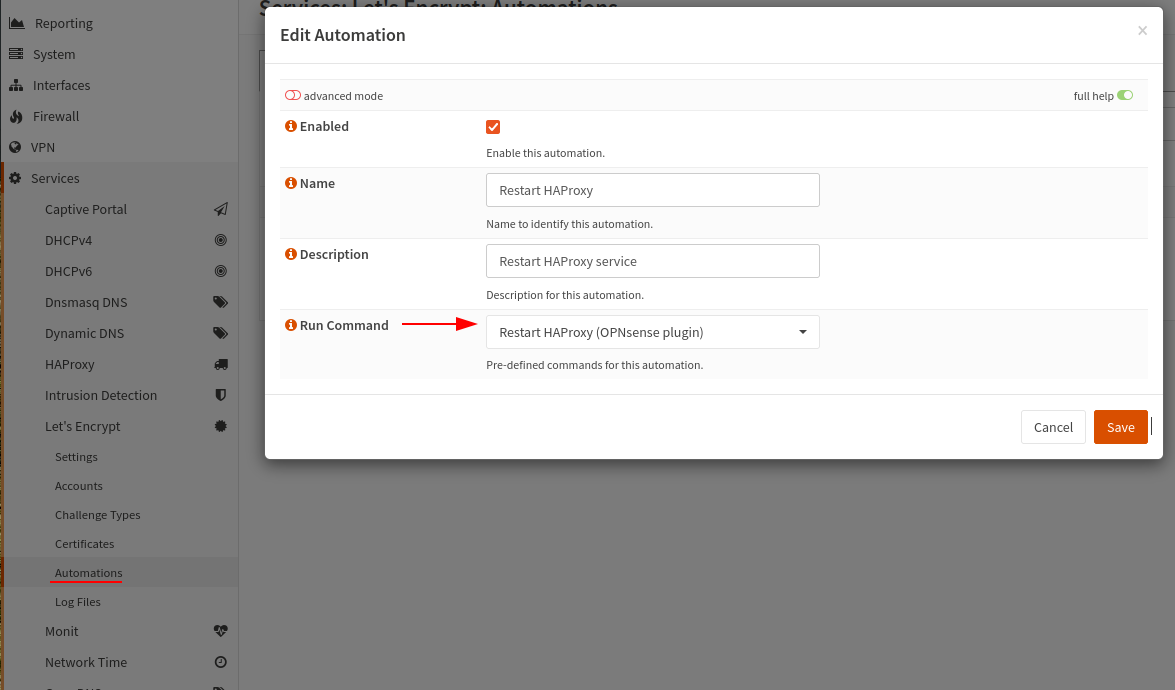 Services: Let's Encrypt: Automations
Reporting
System
Interfaces
Firewall
VPN
Services
Captive Portal
DHCPv4
DHCPv6
Dnsmasq DNS
Dynamic DNS
HAProxy
Intrusion Detection
Let's Encrypt
Settings
Accounts
Challenge Types
Certificates
Automations
Log Files
Monit
Network Time
Edit Automation
×
advanced mode
full help
Enabled
Enable this automation.
Name
Restart HAProxy
Name to identify this automation.
Description
Restart HAProxy service
Description for this automation.
Run Command
Restart HAProxy (OPNsense plugin)
Pre-defined commands for this automation.
Cancel
Save